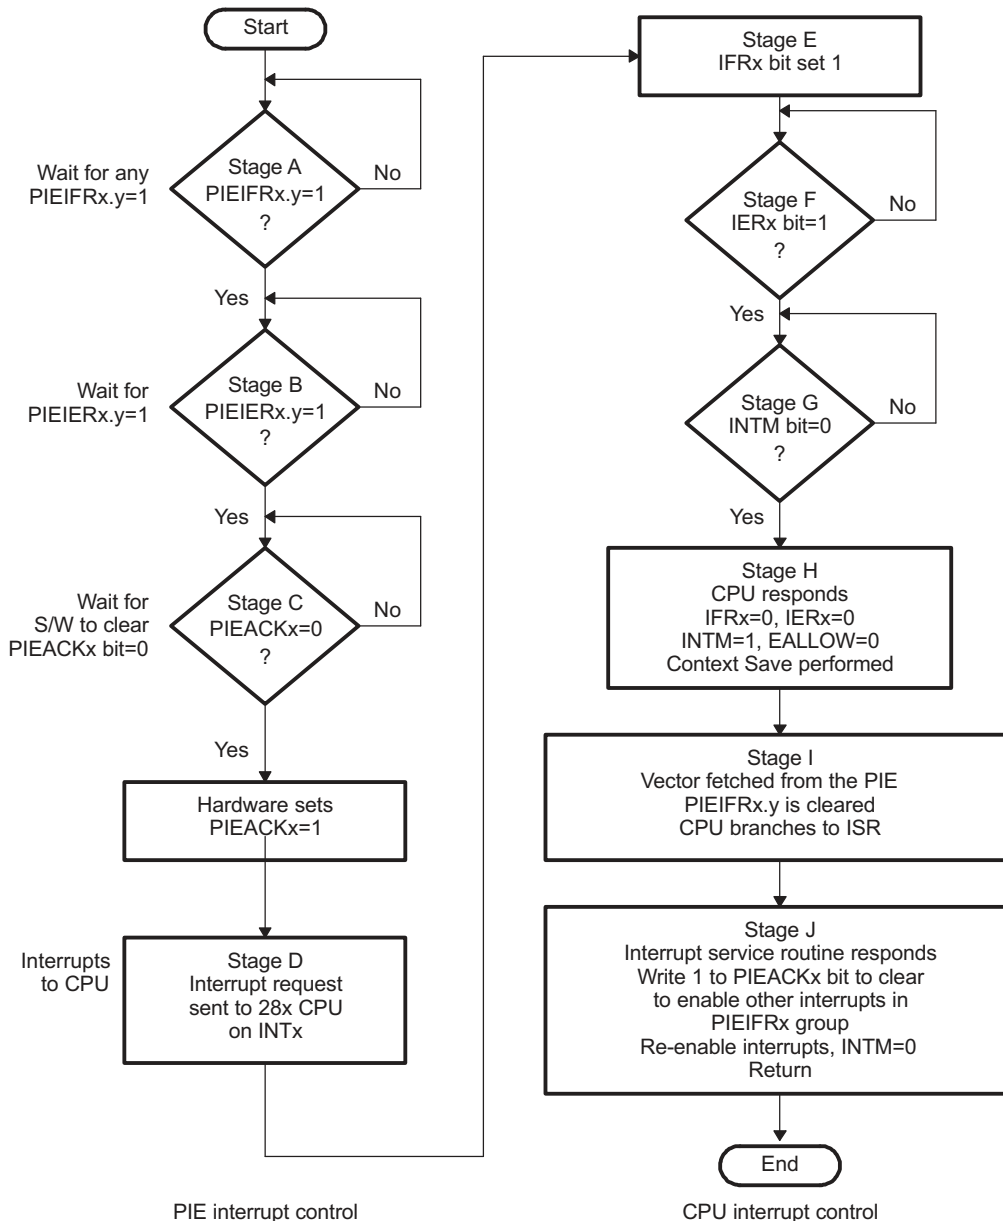 Start
Wait for any
PIEIFRx.y=1
Stage A
PIEIFRx.y=1
?
No
Yes
Wait for
PIEIERx.y=1
Stage B
PIEIERx.y=1
?
No
Yes
Wait for
S/W to clear
PIEACKx bit=0
Stage C
PIEACKx=0
?
No
Yes
Hardware sets
PIEACKx=1
Interrupts
to CPU
Stage D
Interrupt request
sent to 28x CPU
on INTx
PIE interrupt control
Stage E
IFRx bit set 1
Stage F
IERx bit=1
?
No
Yes
Stage G
INTM bit=0
?
No
Yes
Stage H
CPU responds
IFRx=0, IERx=0
INTM=1, EALLOW=0
Context Save performed
Stage I
Vector fetched from the PIE
PIEIFRx.y is cleared
CPU branches to ISR
Stage J
Interrupt service routine responds
Write 1 to PIEACKx bit to clear
to enable other interrupts in
PIEIFRx group
Re-enable interrupts, INTM=0
Return
End
CPU interrupt control